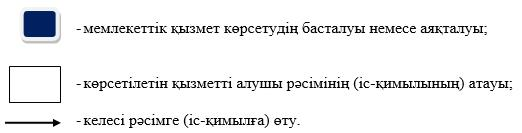 - мемлекеттік қызмет көрсетудің басталуы немесе аяқталуы;
- көрсетілетін қызметті алушы рәсімінің (іс-қимылының) атауы;
- келесі рәсімге (іс-қимылға) өту.